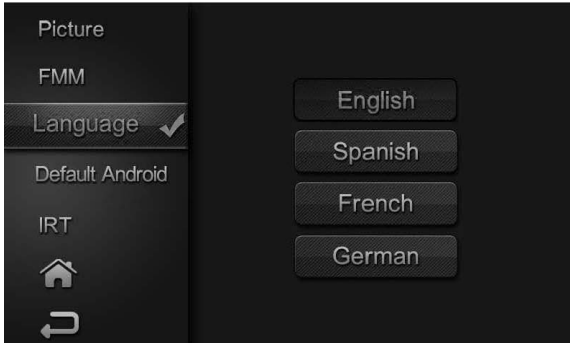 Picture
FMM
Language
Default Android
IRT
English
Spanish
French
German